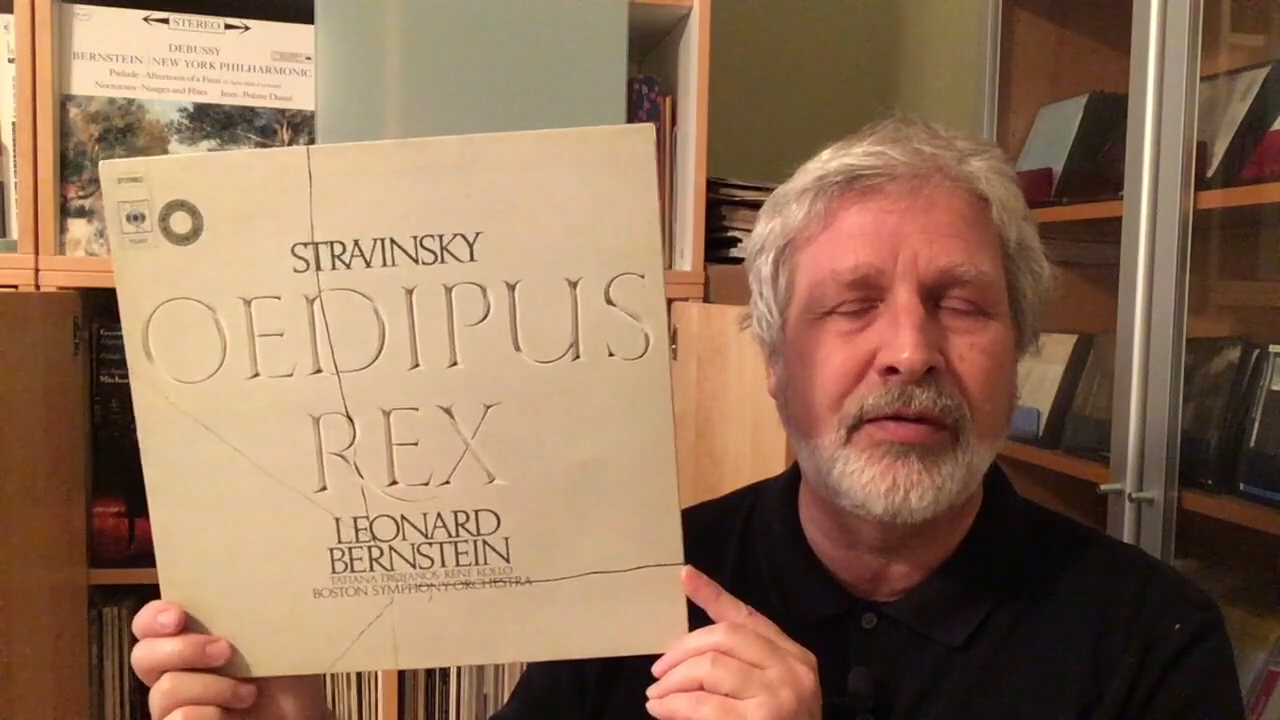 STEREO
DEBUSSY
BERNSTEIN | NEW YORK PHILHARMONIC
Prelude—Afternoon of a Faun
Nocturnes—Nuages and Fêtes Jeux—Poème Dansé
STEREO
STRAVINSKY
OEDIPUS
REX
LEONARD
BERNSTEIN
TATIANA TROYANOS · RENE KOLLO
BOSTON SYMPHONY ORCHESTRA